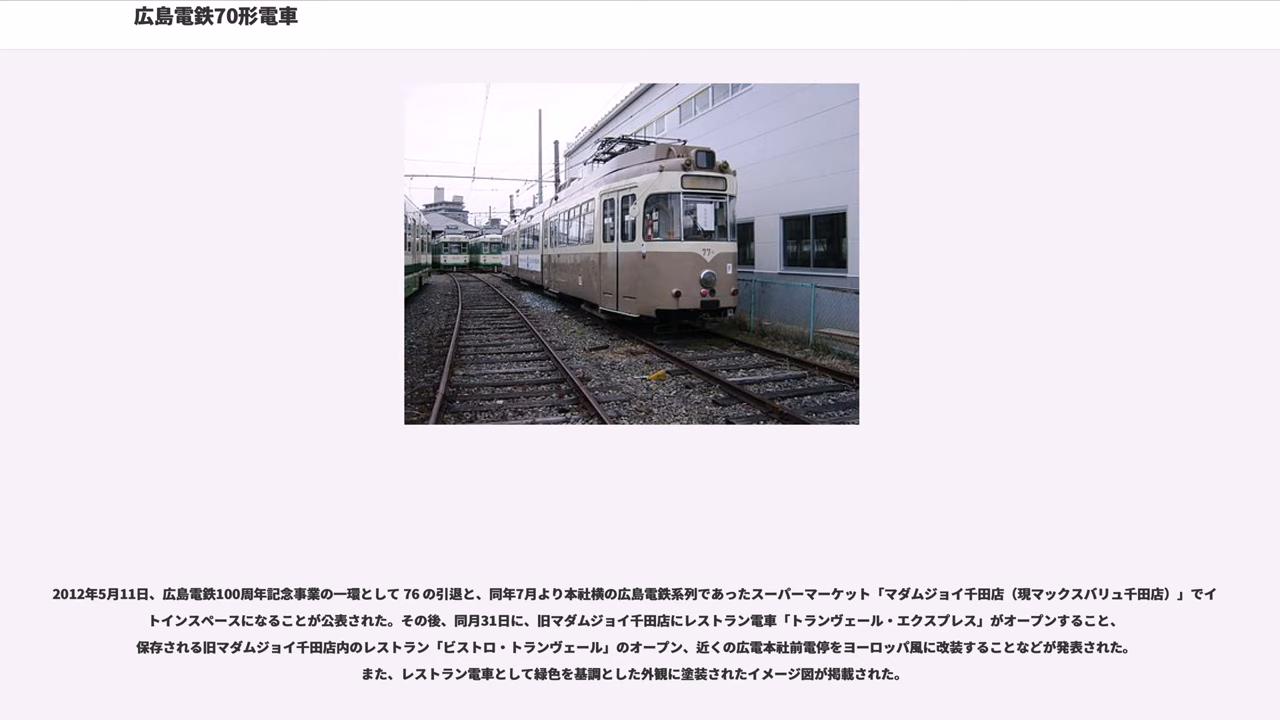 広島電鉄70形電車
77
2012年5月11日、広島電鉄100周年記念事業の一環として 76 の引退と、同年7月より本社横の広島電鉄系列であったスーパーマーケット「マダムジョイ千田店（現マックスバリュ千田店）」でイ
トインスペースになることが公表された。その後、同月31日に、旧マダムジョイ千田店にレストラン電車「トランヴェール・エクスプレス」がオープンすること、
保存される旧マダムジョイ千田店内のレストラン「ビストロ・トランヴェール」のオープン、近くの広電本社前電停をヨーロッパ風に改装することなどが発表された。
また、レストラン電車として緑色を基調とした外観に塗装されたイメージ図が掲載された。